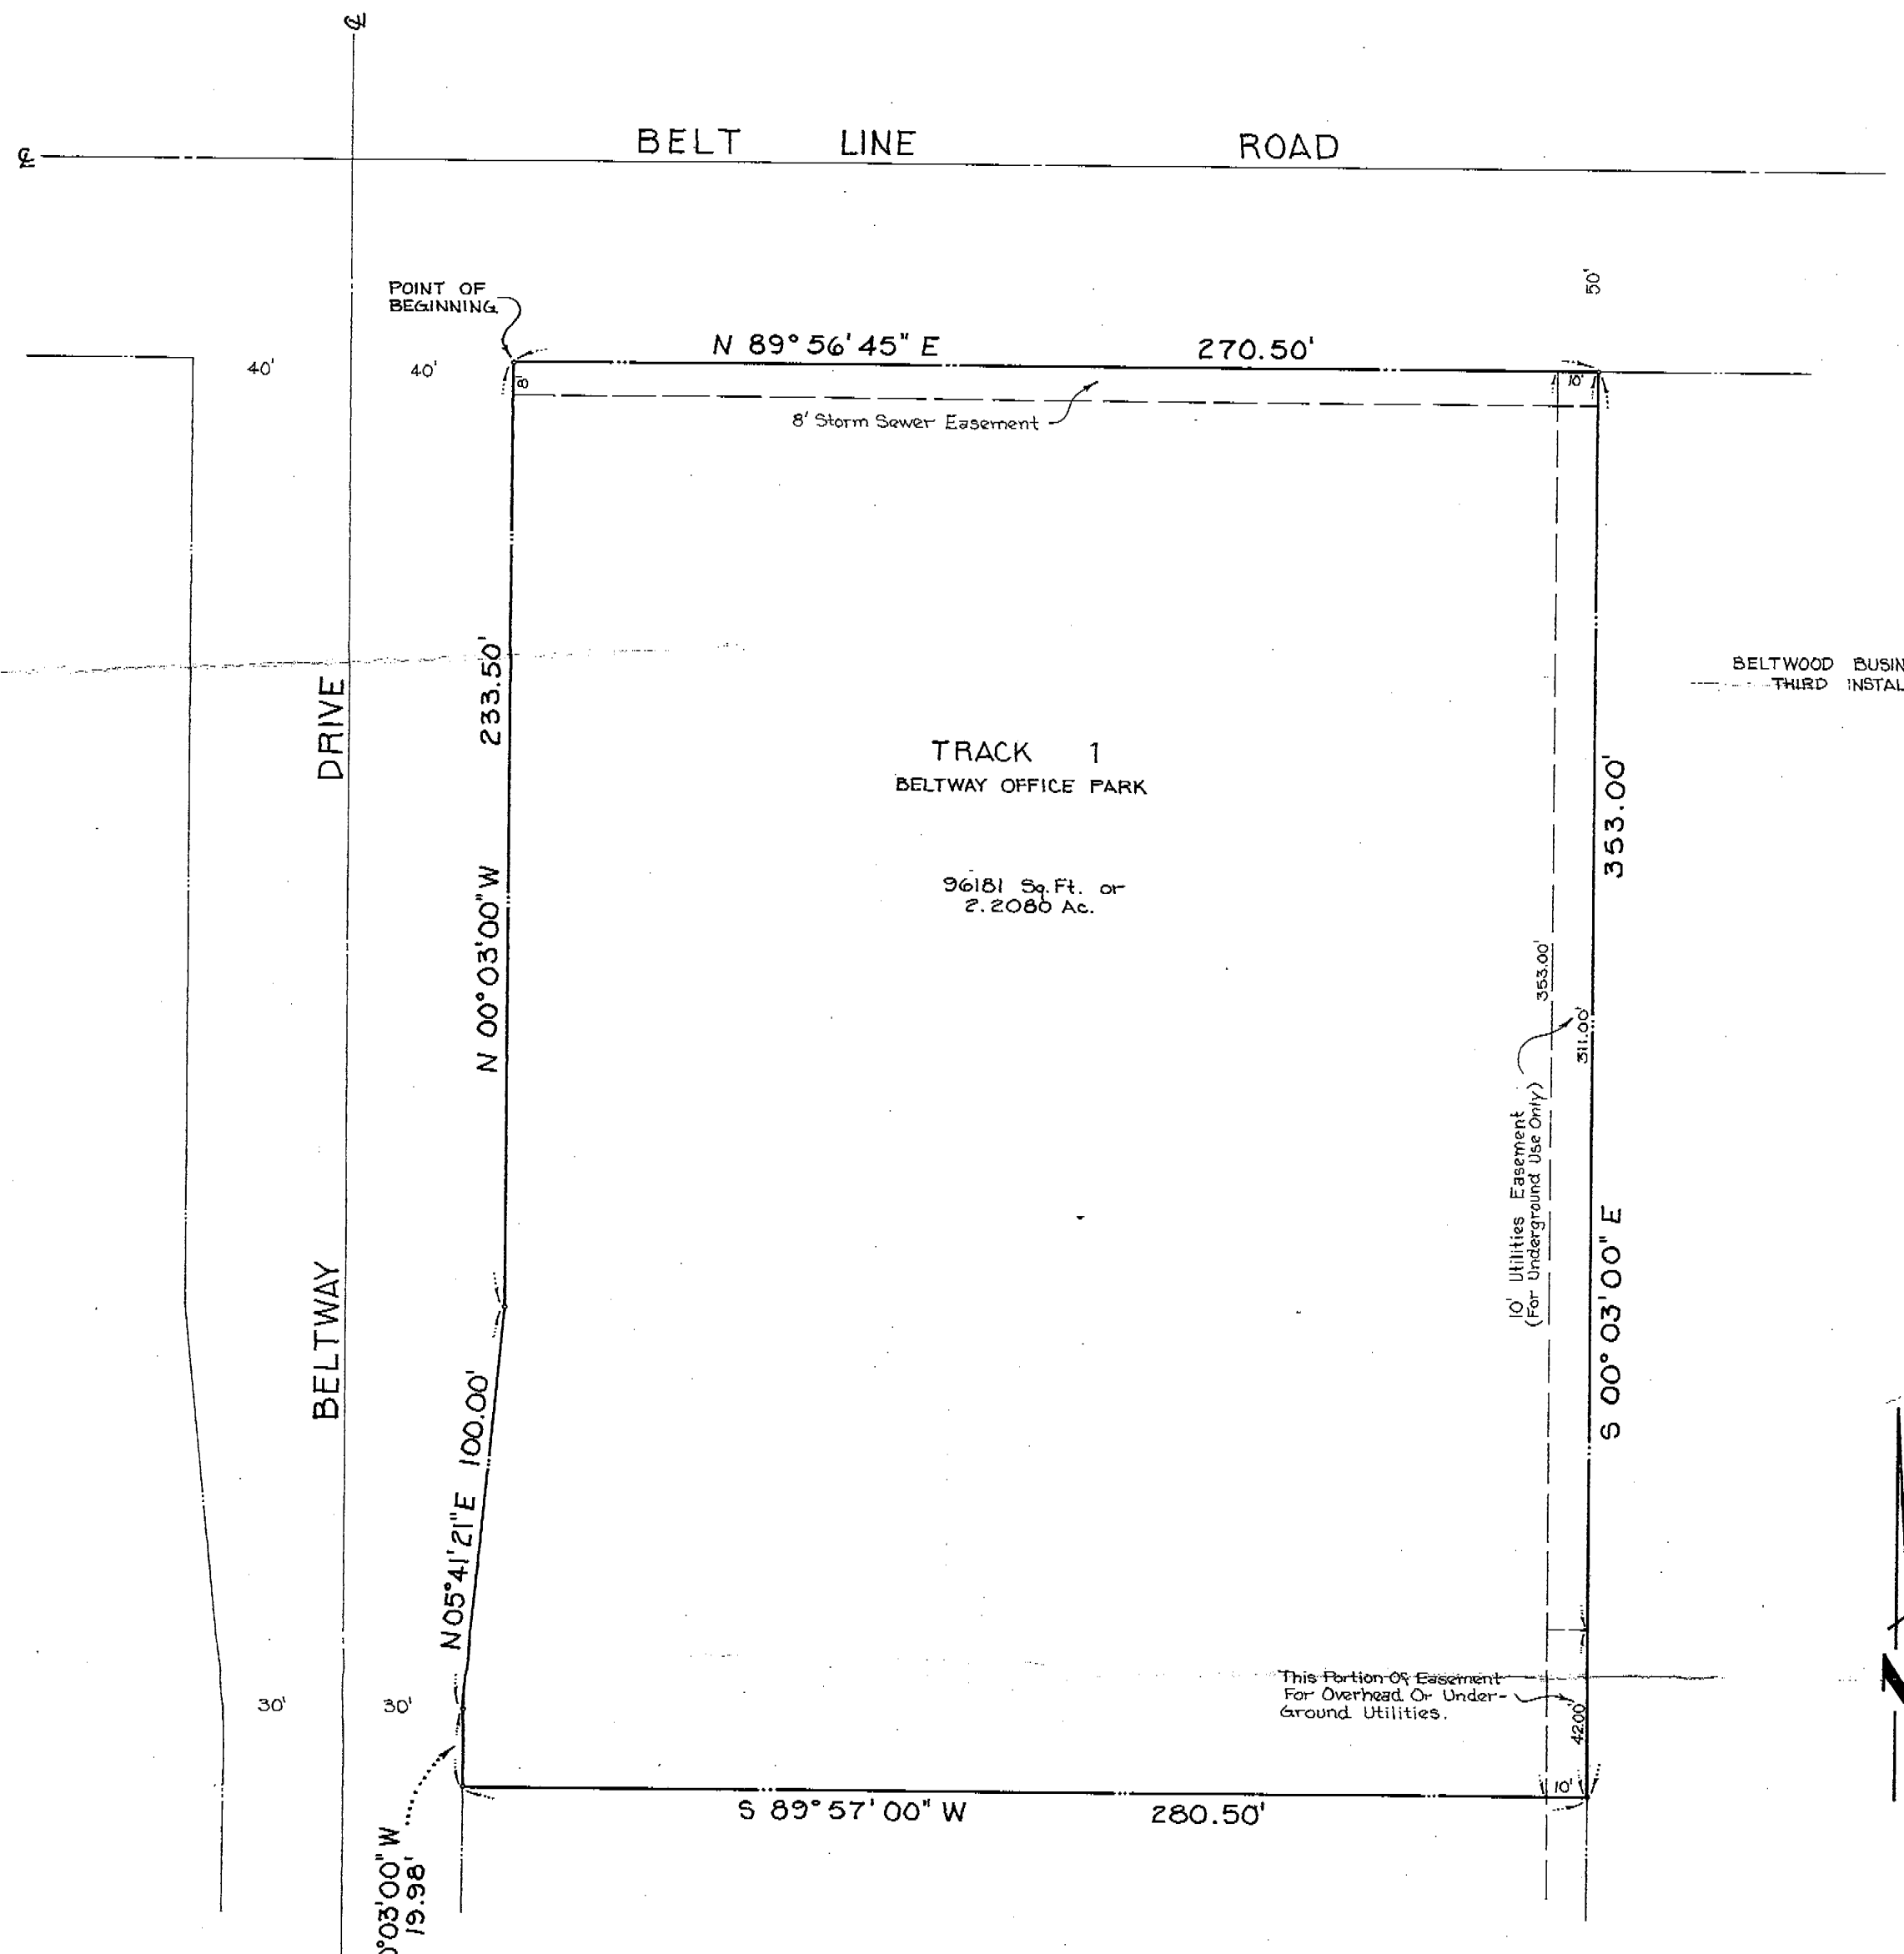 ℄
BELT LINE ROAD
℄
50'
POINT OF
BEGINNING
N 89°56'45" E 270.50'
40'
40'
8'
10'
8' Storm Sewer Easement
233.50'
N 00°03'00" W
DRIVE
BELTWAY
BELTWOOD BUSIN
THIRD INSTAL
TRACK 1
BELTWAY OFFICE PARK
96181 Sq.Ft. or
2.2080 Ac.
353.00'
S 00°03'00" E
353.00'
311.00'
10' Utilities Easement
(For Underground Use Only)
N05°41'21"E 100.00'
30'
30'
This Portion Of Easement
For Overhead Or Under-
Ground Utilities.
42.00'
10'
S 89°57'00" W 280.50'
0°03'00" W
19.98'
N